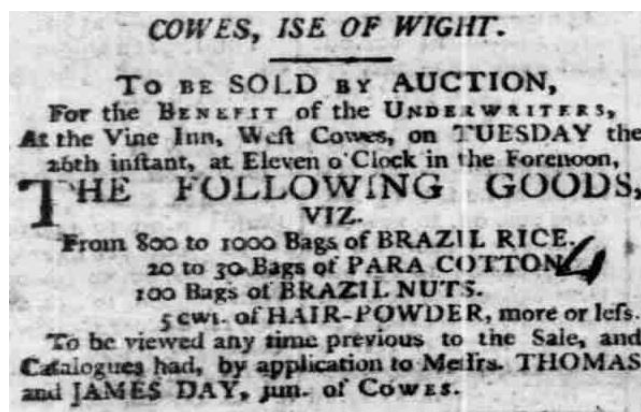 COWES, ISE OF WIGHT.
TO BE SOLD BY AUCTION,
For the BENEFIT of the UNDERWRITERS,
At the Vine Inn, Weſt Cowes, on TUESDAY the
26th inſtant, at Eleven o'Clock in the Forenoon,
THE FOLLOWING GOODS,
VIZ.
From 800 to 1000 Bags of BRAZIL RICE.
20 to 30 Bags of PARA COTTON
4
100 Bags of BRAZIL NUTS.
5 cwt. of HAIR-POWDER, more or leſs.
To be viewed any time previous to the Sale, and
Catalogues had, by application to Meſſrs. THOMAS
and JAMES DAY, jun. of COWES.